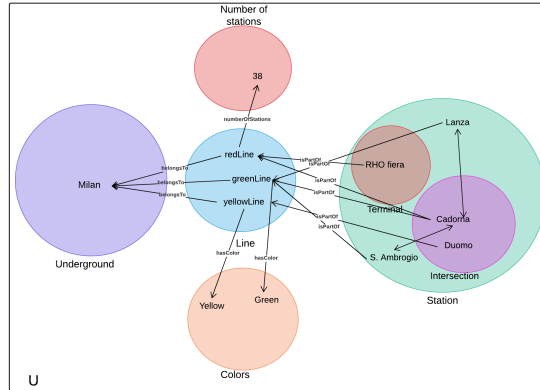 Number of
stations
38
numberOfStations
Lanza
redLine
isPartOf
isPartOf
RHO fiera
belongsTo
Milan
belongsTo
greenLine
belongsTo
isPartOf
isPartOf
yellowLine
Terminal
Cadorna
isPartOf
isPartOf
Line
Duomo
hasColor
hasColor
S. Ambrogio
Underground
Intersection
Station
Yellow
Green
Colors
U